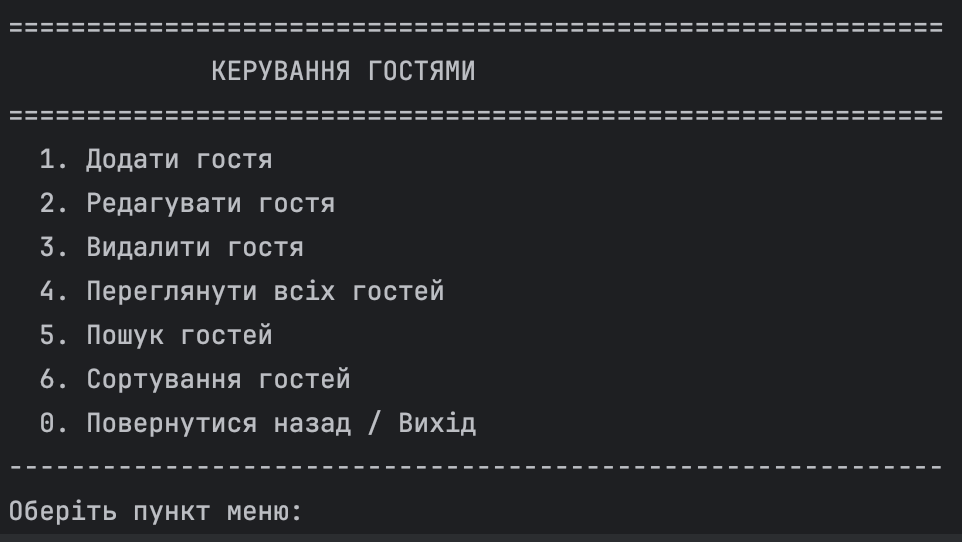 ============================================================
КЕРУВАННЯ ГОСТЯМИ
============================================================
1. Додати гостя
2. Редагувати гостя
3. Видалити гостя
4. Переглянути всіх гостей
5. Пошук гостей
6. Сортування гостей
0. Повернутися назад / Вихід
------------------------------------------------------------
Оберіть пункт меню: